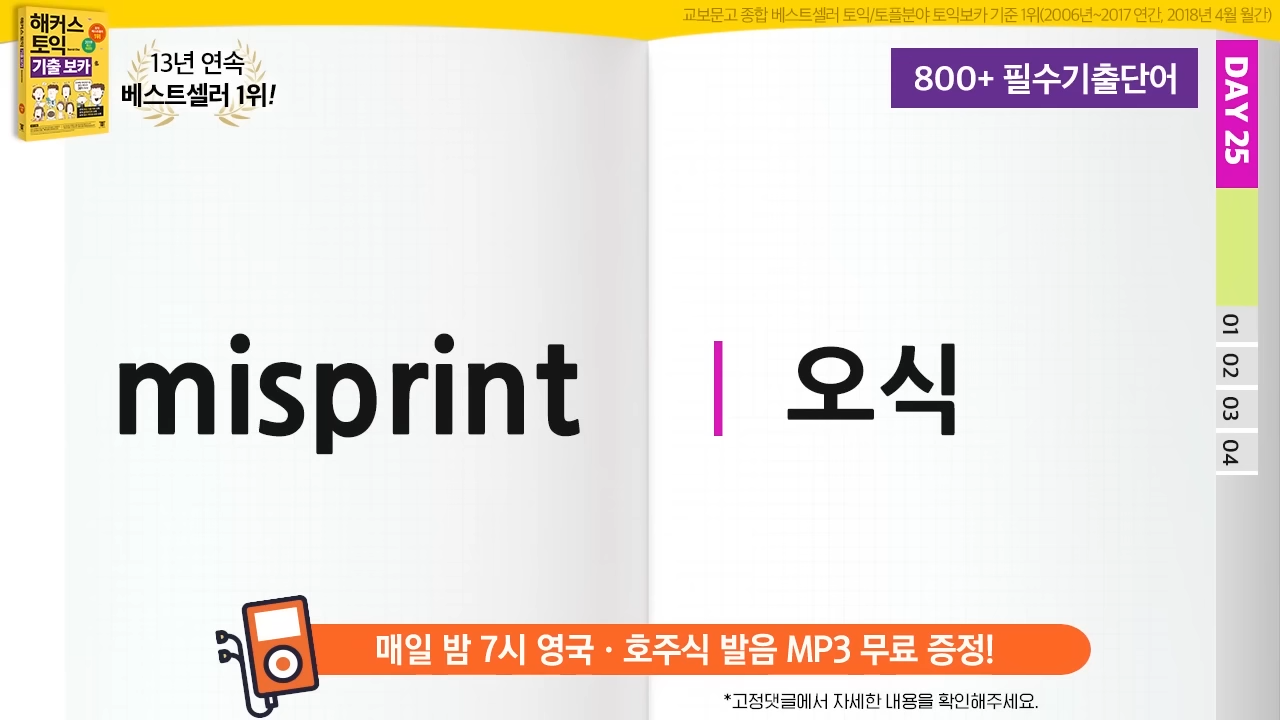 교보문고 종합 베스트셀러 토익/토플분야 토익보카 기준 1위(2006년~2017 연간, 2018년 4월 월간)
해커스
토익
기출 보카
13년 연속
베스트셀러 1위!
800+ 필수기출단어
DAY 25
01
02
03
04
misprint
오식
매일 밤 7시 영국 · 호주식 발음 MP3 무료 증정!
*고정댓글에서 자세한 내용을 확인해주세요.